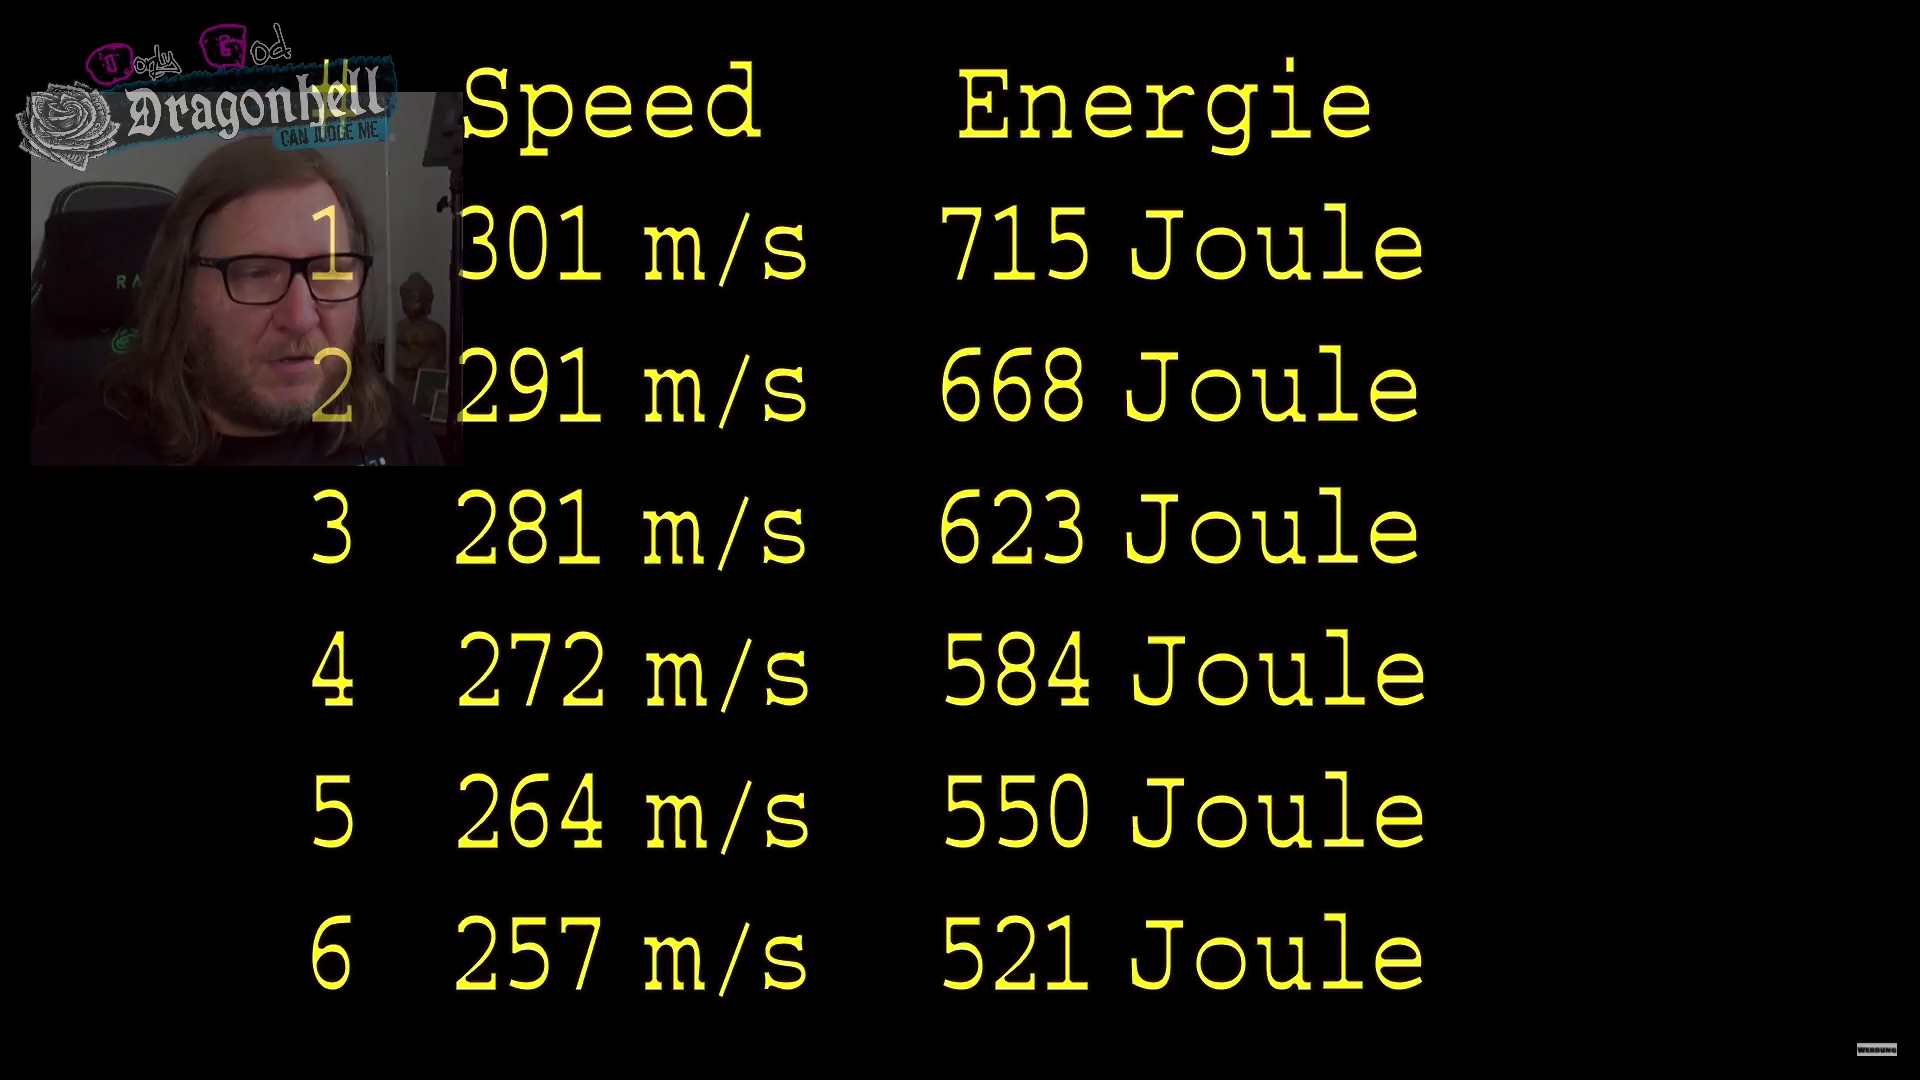 Only God
Dragonhell
CAN JUDGE ME
# Speed Energie
1 301 m/s 715 Joule
2 291 m/s 668 Joule
3 281 m/s 623 Joule
4 272 m/s 584 Joule
5 264 m/s 550 Joule
6 257 m/s 521 Joule
WERBUNG